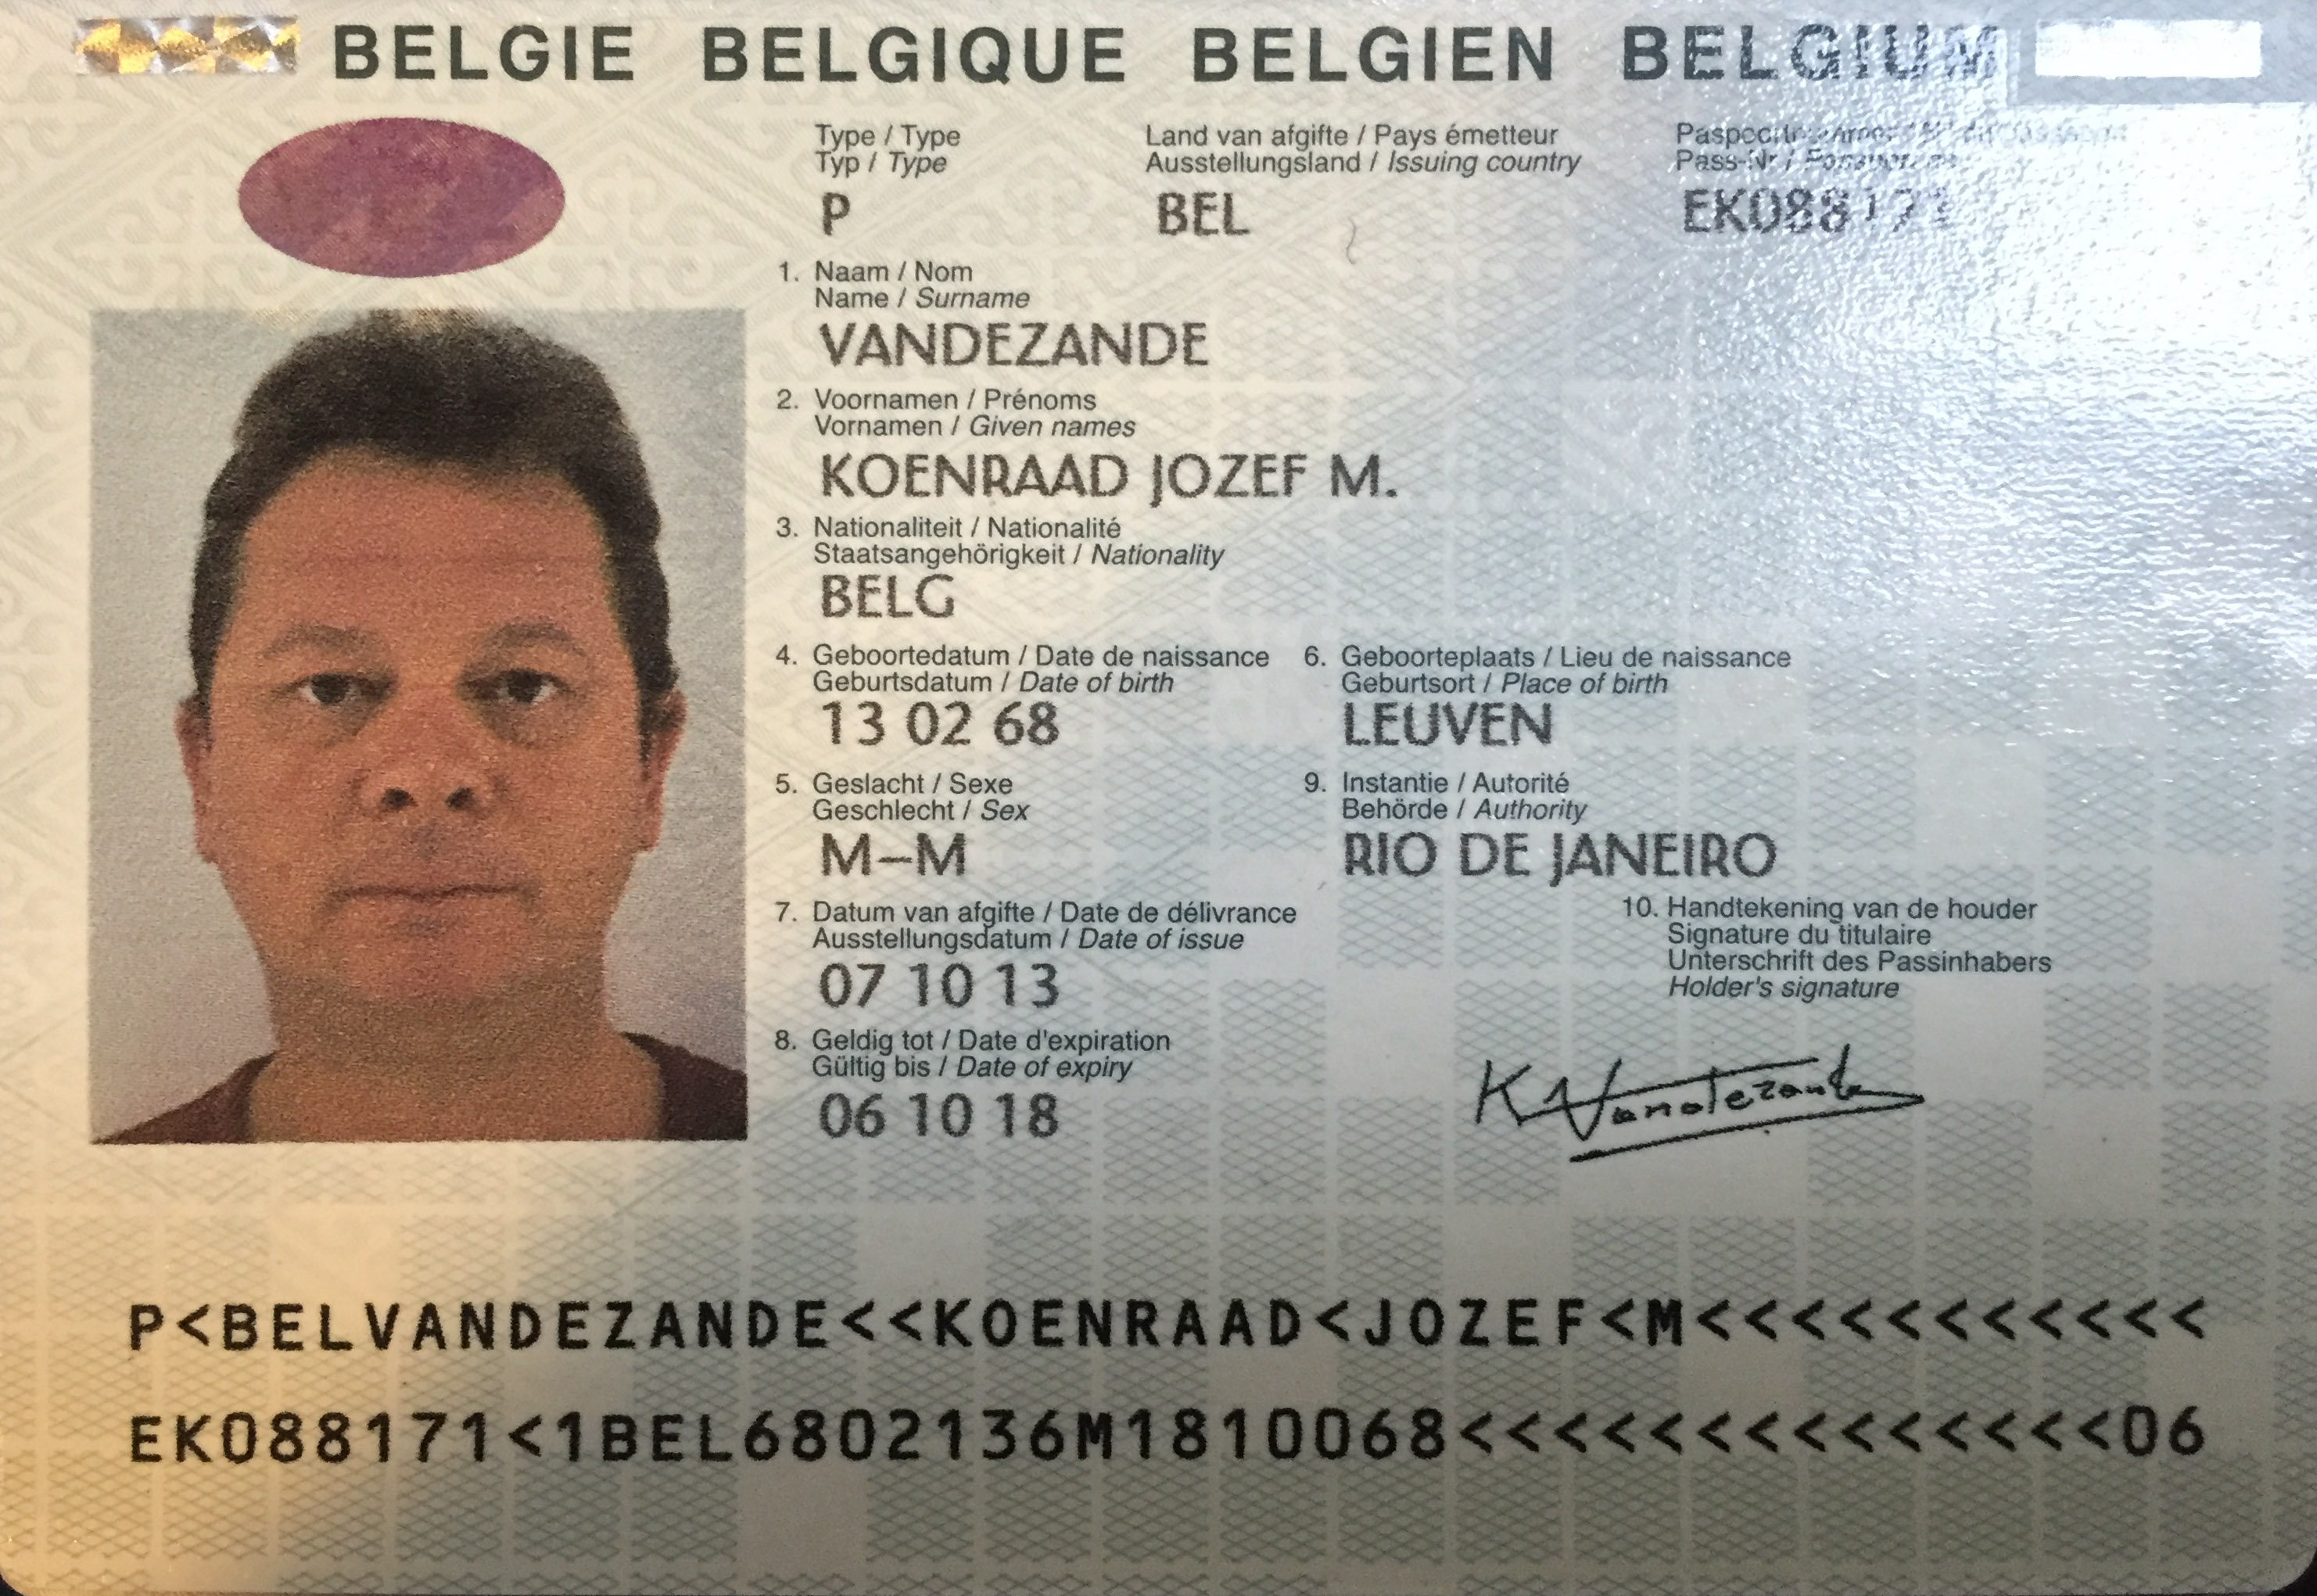 BELGIE BELGIQUE BELGIEN BELGIUM
Type / Type
Typ / Type
P
Land van afgifte / Pays émetteur
Ausstellungsland / Issuing country
BEL
Pass-Nr /
EK088171
1. Naam / Nom
Name / Surname
VANDEZANDE
2. Voornamen / Prénoms
Vornamen / Given names
KOENRAAD JOZEF M.
3. Nationaliteit / Nationalité
Staatsangehörigkeit / Nationality
BELG
4. Geboortedatum / Date de naissance
Geburtsdatum / Date of birth
13 02 68
6. Geboorteplaats / Lieu de naissance
Geburtsort / Place of birth
LEUVEN
5. Geslacht / Sexe
Geschlecht / Sex
M–M
9. Instantie / Autorité
Behörde / Authority
RIO DE JANEIRO
7. Datum van afgifte / Date de délivrance
Ausstellungsdatum / Date of issue
07 10 13
10. Handtekening van de houder
Signature du titulaire
Unterschrift des Passinhabers
Holder's signature
8. Geldig tot / Date d'expiration
Gültig bis / Date of expiry
06 10 18
K Vandezande
P<BELVANDEZANDE<<KOENRAAD<JOZEF<M<<<<<<<<<<<
EK088171<1BEL6802136M1810068<<<<<<<<<<<<<<06